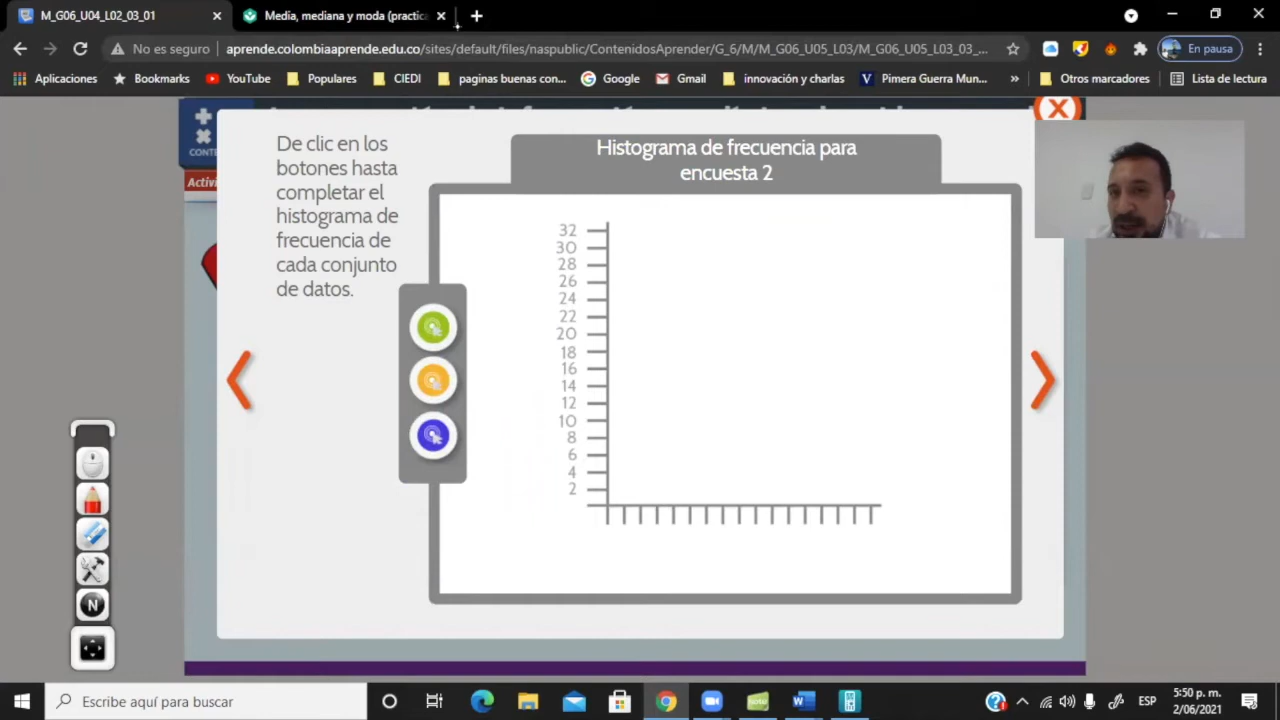 M_G06_U04_L02_03_01
Media, mediana y moda (practica
No es seguro
aprende.colombiaaprende.edu.co/sites/default/files/naspublic/ContenidosAprender/G_6/M/M_G06_U05_L03/M_G06_U05_L03_03_...
En pausa
Aplicaciones
Bookmarks
YouTube
Populares
CIEDI
paginas buenas con...
Google
Gmail
innovación y charlas
Pimera Guerra Mun...
»
Otros marcadores
Lista de lectura
CONTE
Activi
De clic en los
botones hasta
completar el
histograma de
frecuencia de
cada conjunto
de datos.
Histograma de frecuencia para
encuesta 2
32
30
28
26
24
22
20
18
16
14
12
10
8
6
4
2
N
Escribe aquí para buscar
ESP
5:50 p. m.
2/06/2021